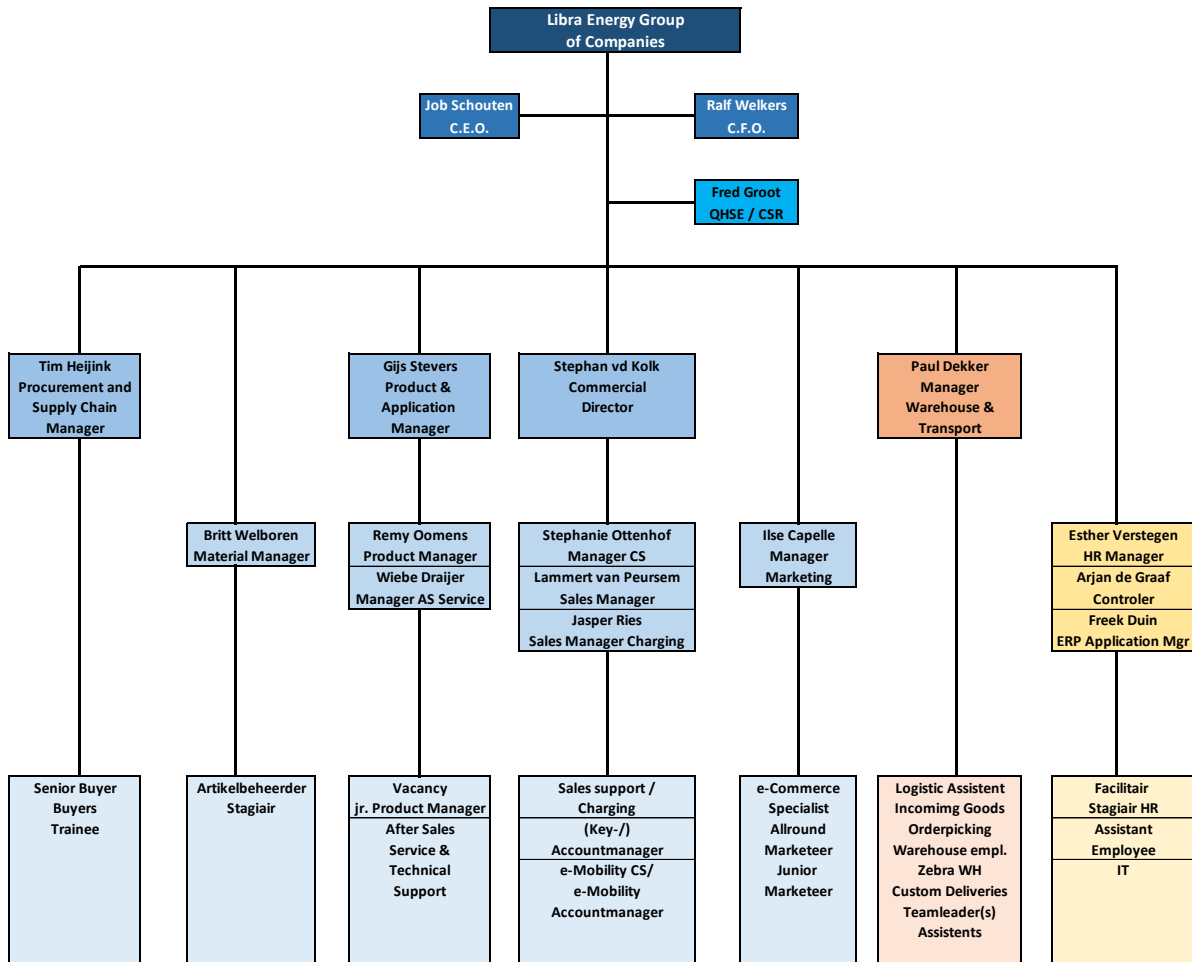 Libra Energy Group
of Companies
Job Schouten
C.E.O.
Ralf Welkers
C.F.O.
Fred Groot
QHSE / CSR
Tim Heijink
Procurement and
Supply Chain
Manager
Gijs Stevers
Product &
Application
Manager
Stephan vd Kolk
Commercial
Director
Paul Dekker
Manager
Warehouse &
Transport
Britt Welboren
Material Manager
Remy Oomens
Product Manager
Wiebe Draijer
Manager AS Service
Stephanie Ottenhof
Manager CS
Lammert van Peursem
Sales Manager
Jasper Ries
Sales Manager Charging
Ilse Capelle
Manager
Marketing
Esther Verstegen
HR Manager
Arjan de Graaf
Controler
Freek Duin
ERP Application Mgr
Senior Buyer
Buyers
Trainee
Artikelbeheerder
Stagiair
Vacancy
jr. Product Manager
After Sales
Service &
Technical
Support
Sales support /
Charging
(Key-/)
Accountmanager
e-Mobility CS/
e-Mobility
Accountmanager
e-Commerce
Specialist
Allround
Marketeer
Junior
Marketeer
Logistic Assistent
Incomimg Goods
Orderpicking
Warehouse empl.
Zebra WH
Custom Deliveries
Teamleader(s)
Assistents
Facilitair
Stagiair HR
Assistant
Employee
IT